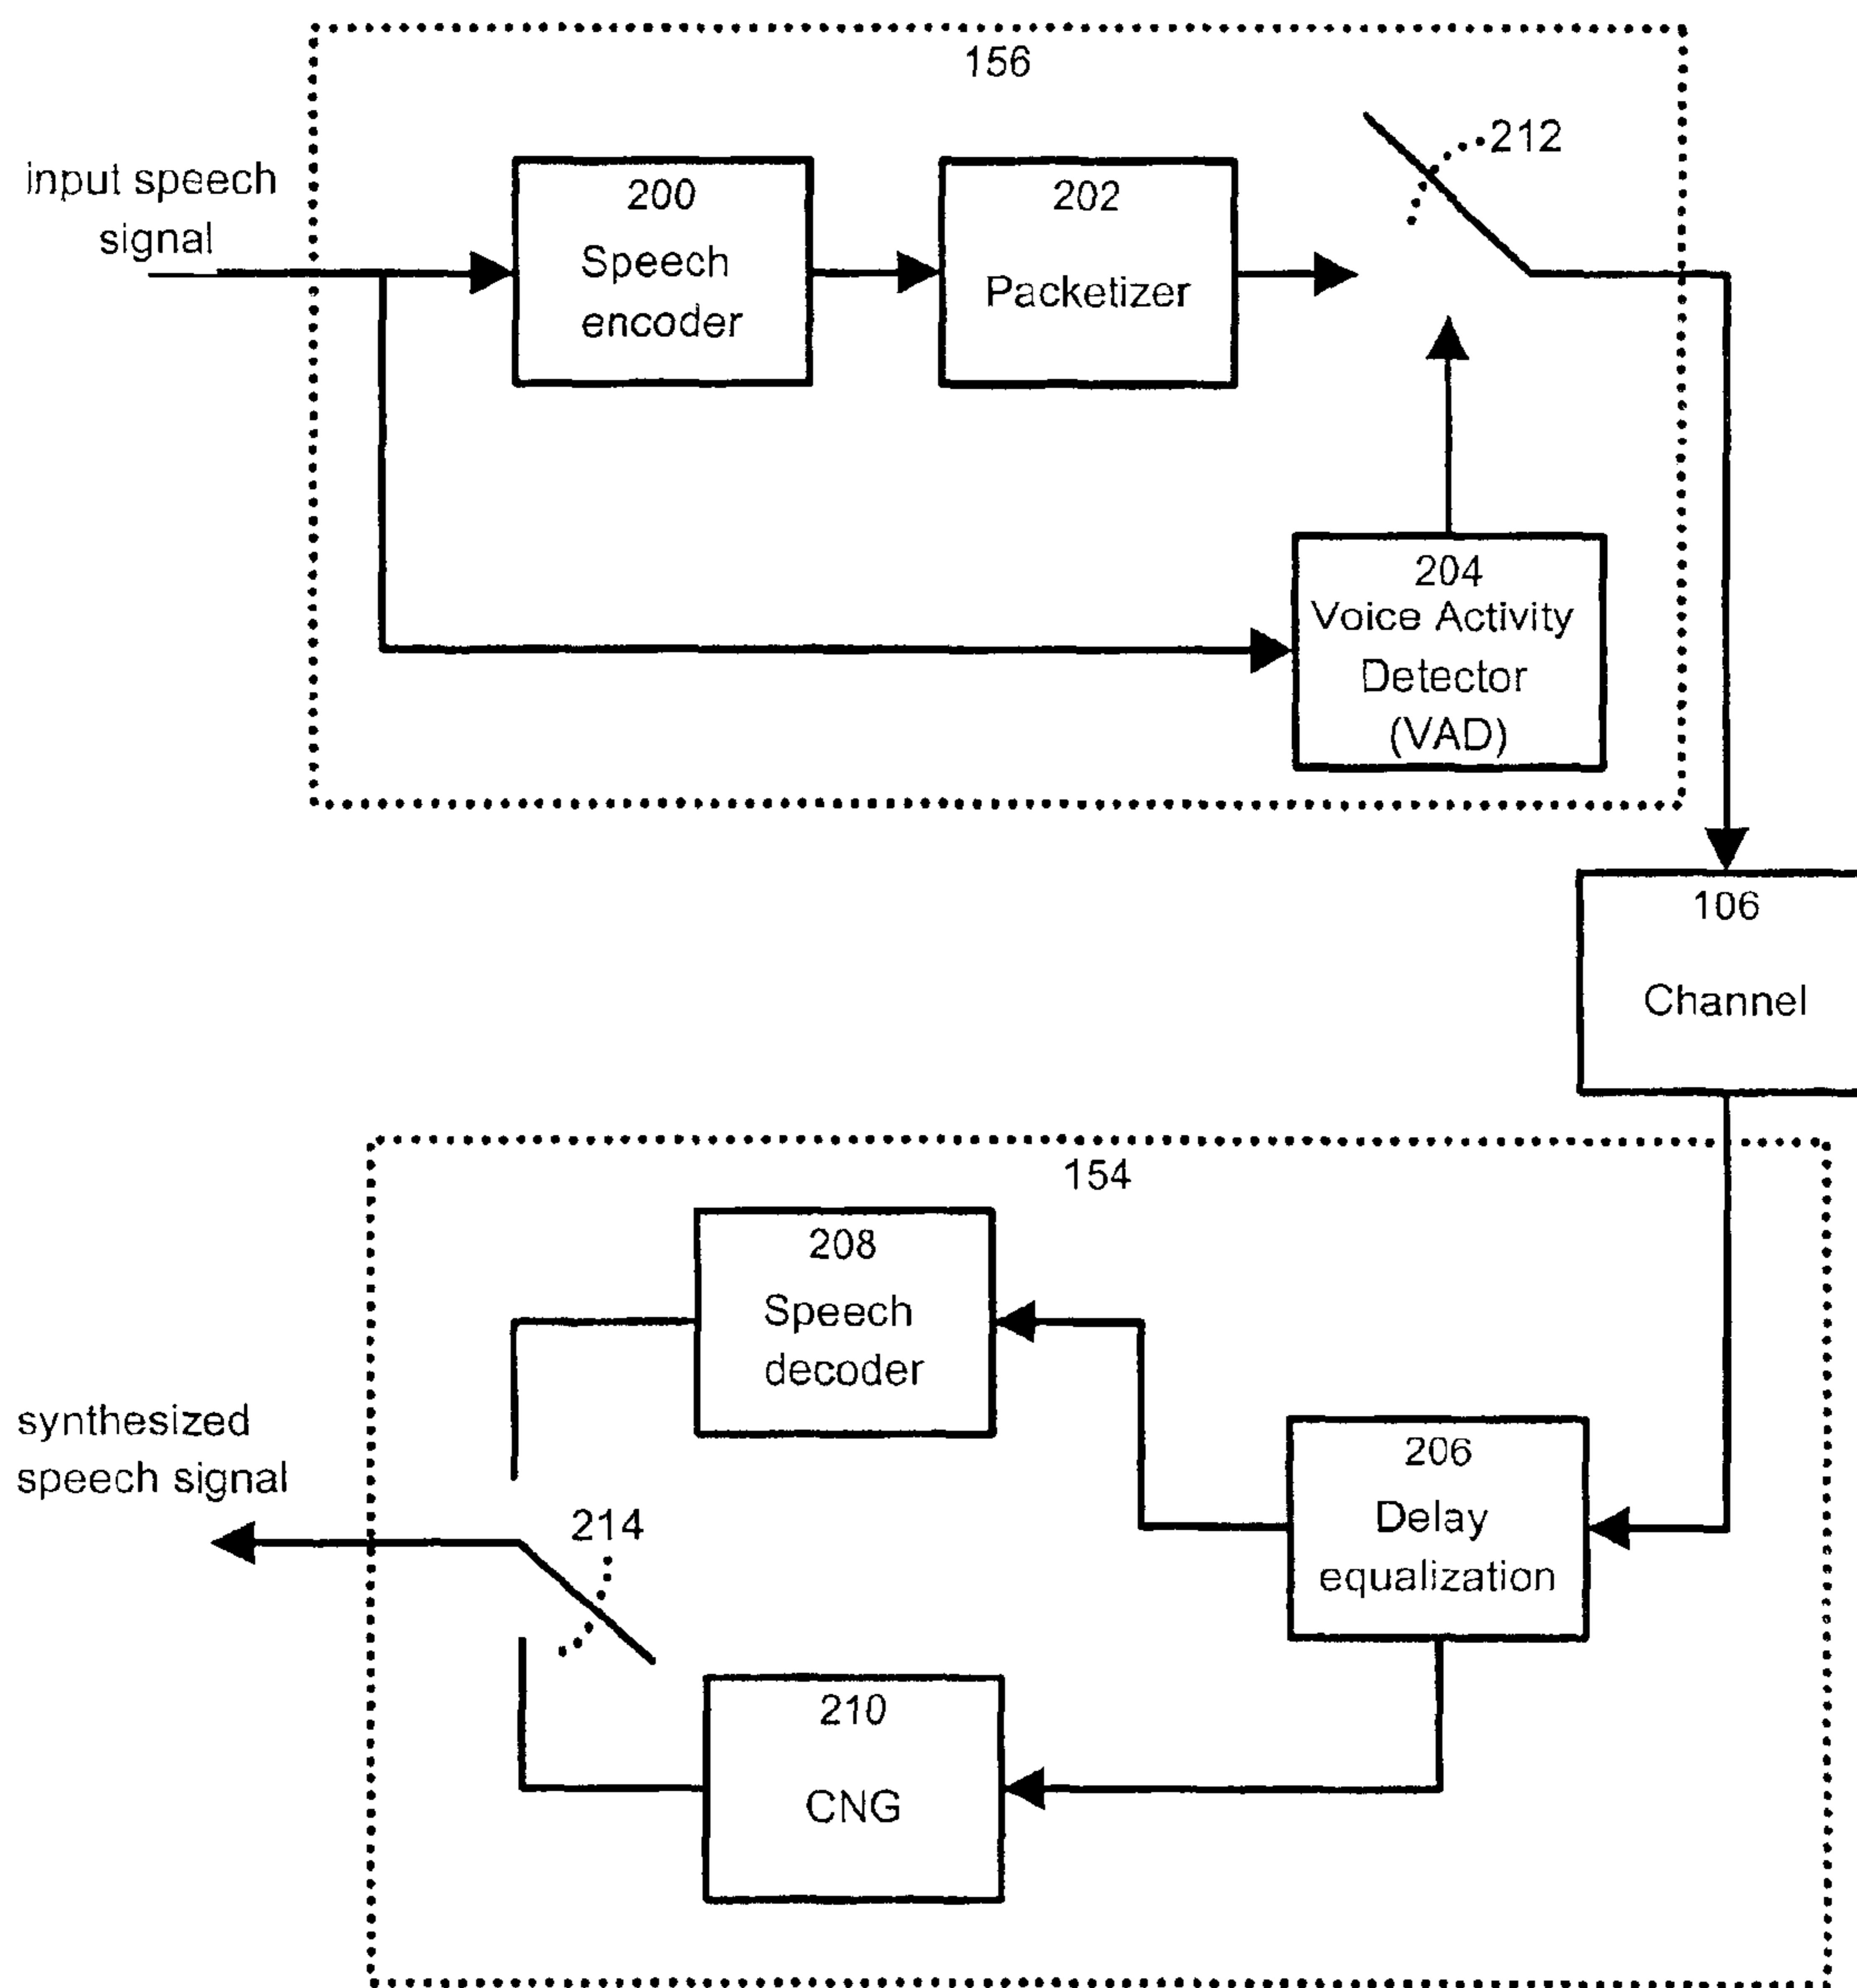 156
212
input speech
signal
200
Speech
encoder
202
Packetizer
204
Voice Activity
Detector
(VAD)
106
Channel
154
208
Speech
decoder
206
Delay
equalization
synthesized
speech signal
214
210
CNG